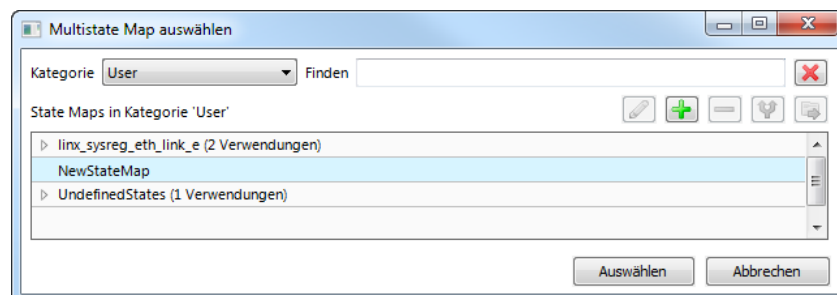 Multistate Map auswählen
Kategorie User Finden
State Maps in Kategorie 'User'
linx_sysreg_eth_link_e (2 Verwendungen)
NewStateMap
UndefinedStates (1 Verwendungen)
Auswählen Abbrechen